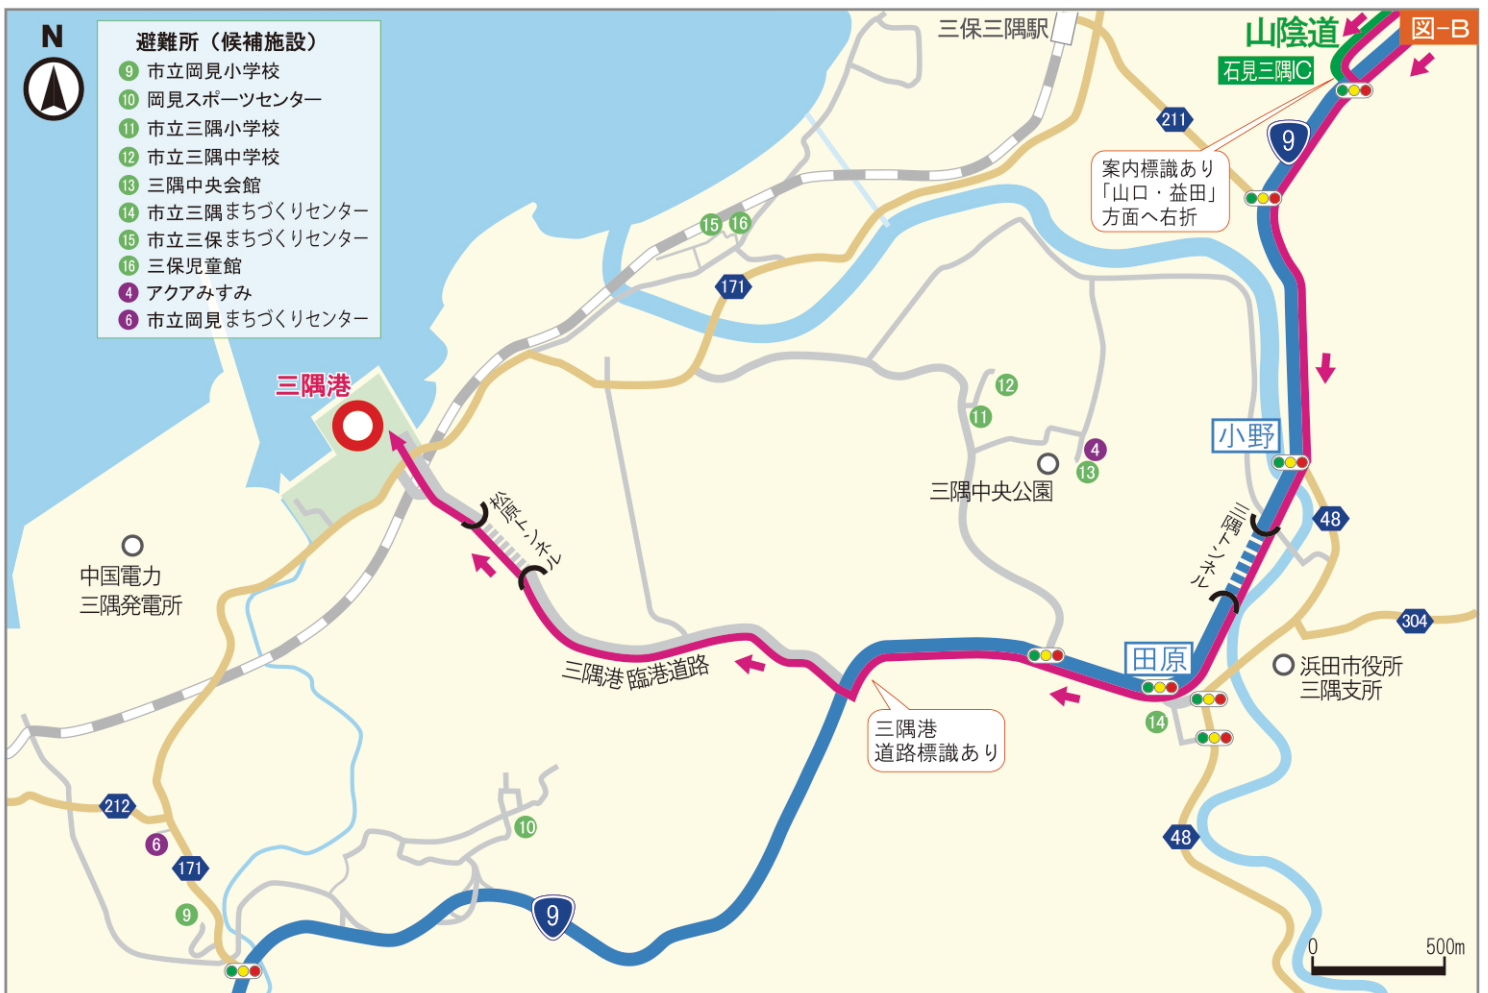 N
避難所（候補施設）
9 市立岡見小学校
10 岡見スポーツセンター
11 市立三隅小学校
12 市立三隅中学校
13 三隅中央会館
14 市立三隅まちづくりセンター
15 市立三保まちづくりセンター
16 三保児童館
4 アクアみすみ
6 市立岡見まちづくりセンター
三保三隅駅
山陰道
図-B
石見三隅IC
211
9
案内標識あり
「山口・益田」
方面へ右折
15
16
171
三隅港
12
11
4
13
三隅中央公園
小野
48
三隅トンネル
松原トンネル
中国電力
三隅発電所
304
田原
浜田市役所
三隅支所
三隅港臨港道路
14
三隅港
道路標識あり
212
6
171
10
48
9
9
0
500m